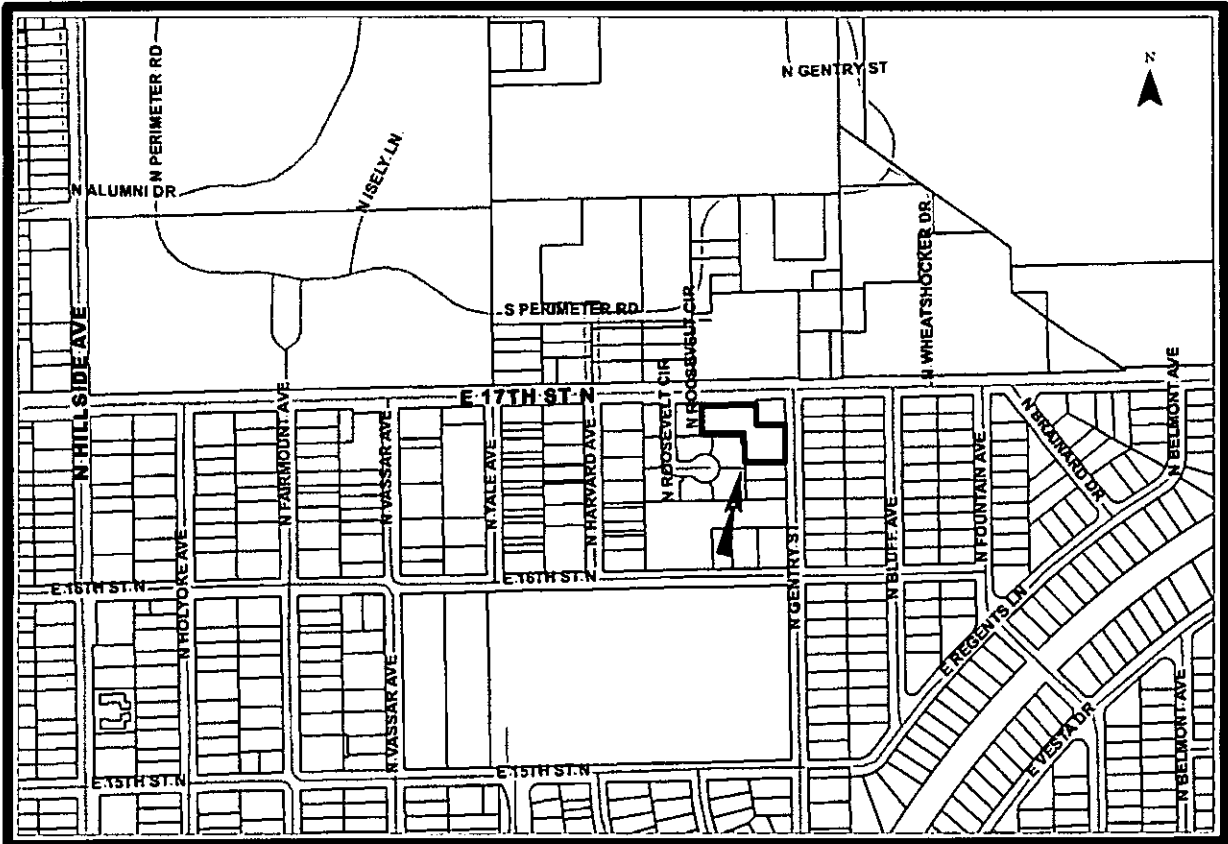 N PERIMETER RD
N GENTRY ST
N
N ISELY LN
N ALUMNI DR
N WHEATSHOCKER DR
S PERIMETER RD
N ROOSEVELT CIR
N HILLSIDE AVE
N ROOSEVELT CIR
N BELMONT AVE
E 17TH ST N
N FAIRMOUNT AVE
N VASSAR AVE
N YALE AVE
N HARVARD AVE
N BRAINARD DR
N FOUNTAIN AVE
N BLUFF AVE
N HOLYOKE AVE
N GENTRY ST
E 16TH ST N
E 16TH ST N
E REGENTS LN
N VASSAR AVE
E VESTA DR
N BELMONT AVE
E 15TH ST N
E 15TH ST N